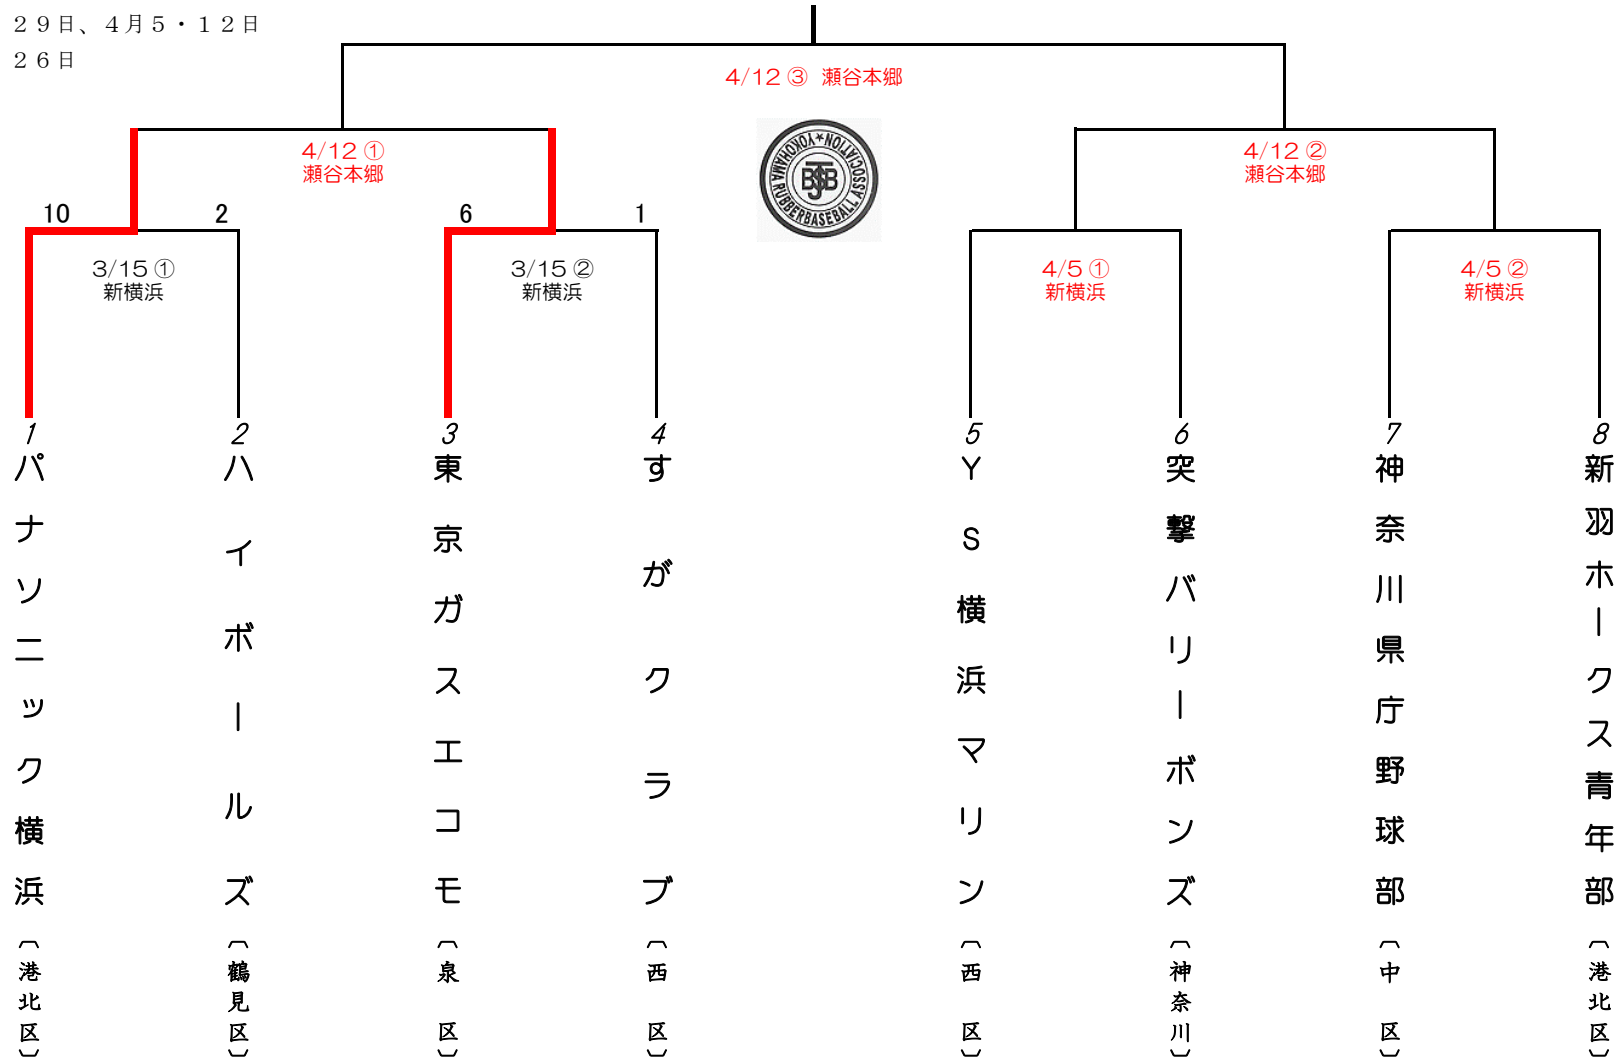 ２９日、４月５・１２日
２６日
4/12 ③ 瀬谷本郷
4/12 ①
瀬谷本郷
4/12 ②
瀬谷本郷
YOKOHAMA RUBBERBASEBALL ASSOCIATION
10
2
6
1
3/15 ①
新横浜
3/15 ②
新横浜
4/5 ①
新横浜
4/5 ②
新横浜
1
パナソニック横浜
〔港北区〕
2
ハイボールズ
〔鶴見区〕
3
東京ガスエコモ
〔泉 区〕
4
すがクラブ
〔西 区〕
5
YS横浜マリン
〔西 区〕
6
突撃バリーボンズ
〔神奈川〕
7
神奈川県庁野球部
〔中 区〕
8
新羽ホークス青年部
〔港北区〕